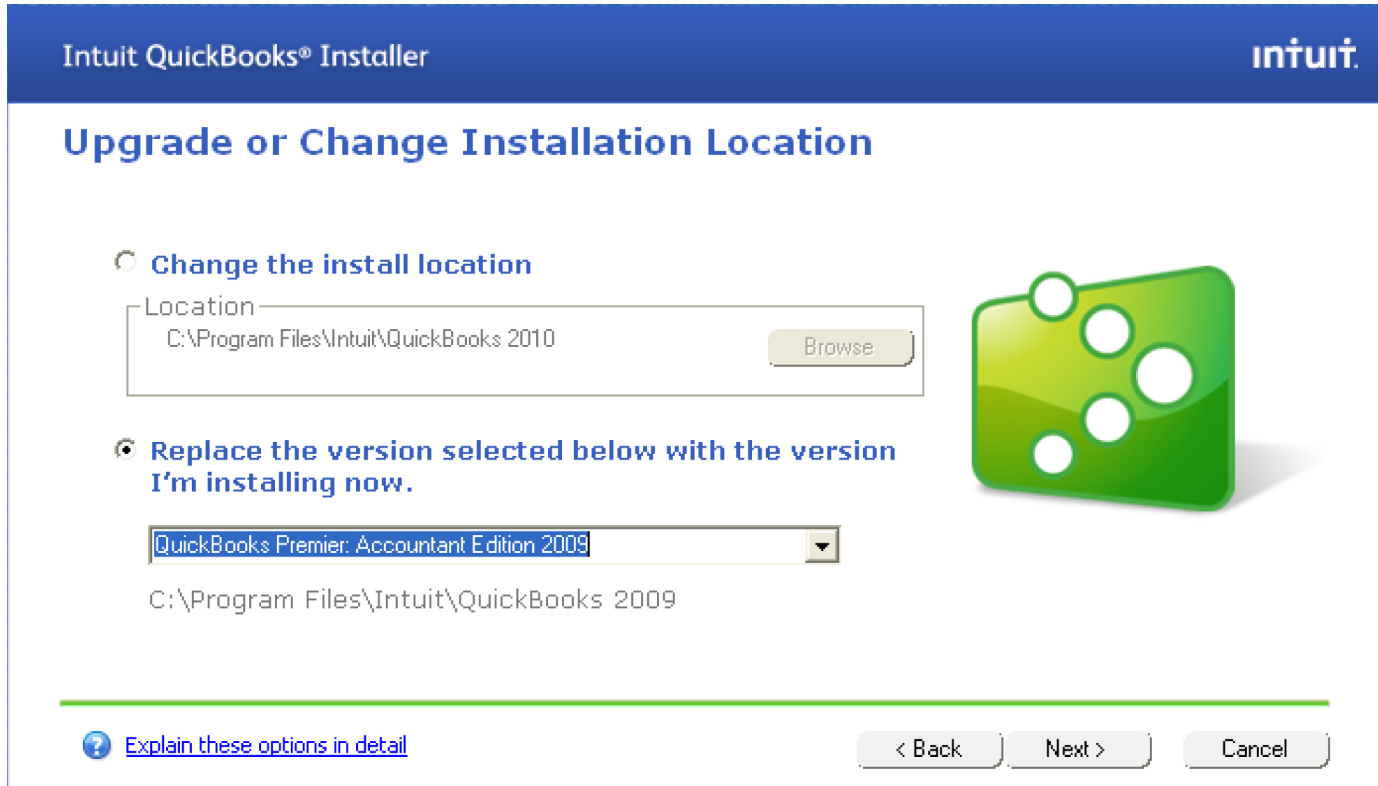 Intuit QuickBooks® Installer
intuit.
Upgrade or Change Installation Location
Change the install location
Location
C:\Program Files\Intuit\QuickBooks 2010
Browse
Replace the version selected below with the version
I'm installing now.
QuickBooks Premier: Accountant Edition 2009
C:\Program Files\Intuit\QuickBooks 2009
? Explain these options in detail
< Back Next > Cancel